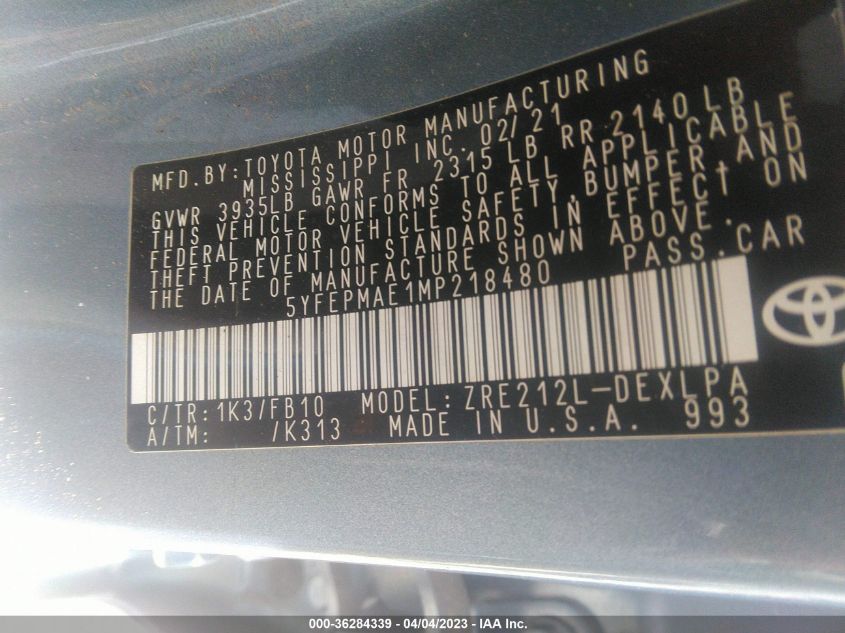 MFD.BY:TOYOTA MOTOR MANUFACTURING
MISSISSIPPI INC. 02/21
GVWR 3935LB GAWR FR 2315 LB RR 2140 LB
THIS VEHICLE CONFORMS TO ALL APPLICABLE
FEDERAL MOTOR VEHICLE SAFETY,BUMPER,AND
THEFT PREVENTION STANDARDS IN EFFECT ON
THE DATE OF MANUFACTURE SHOWN ABOVE.
5YFEPMAE1MP218480 PASS.CAR
C/TR:1K3/FB10 MODEL:ZRE212L-DEXLPA
A/TM: /K313 MADE IN U.S.A. 993
000-36284339 - 04/04/2023 - IAA Inc.